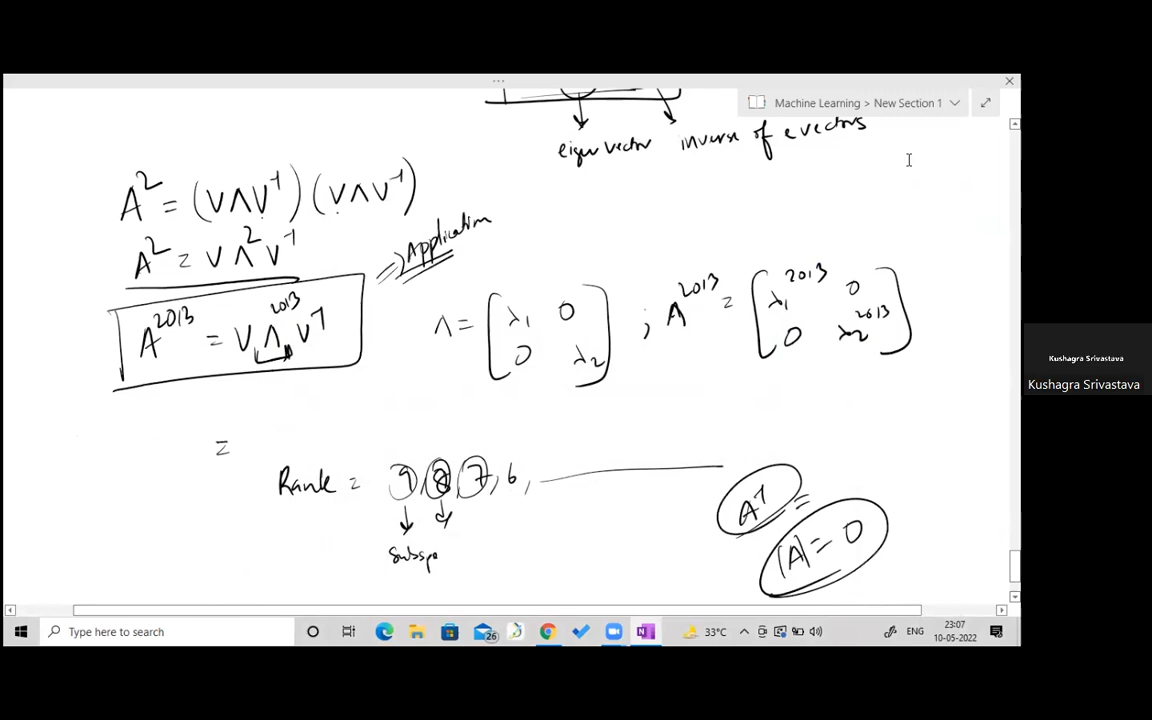 Machine Learning > New Section 1
eigen vector inverse of evectors
A² = (VΛV⁻¹)(VΛV⁻¹)
A² = VΛ²V⁻¹
⇒ Application
A²⁰¹³ = VΛ²⁰¹³V⁻¹
Λ = [λ₁ 0
0 λ₂]
; A²⁰¹³ = [λ₁²⁰¹³ 0
0 λ₂²⁰¹³]
=
Rank = 9, 8, 7, 6,
Subspa
A⁻¹ =
|A| = 0
Kushagra Srivastava
Kushagra Srivastava
Type here to search
26
33°C
ENG
23:07
10-05-2022